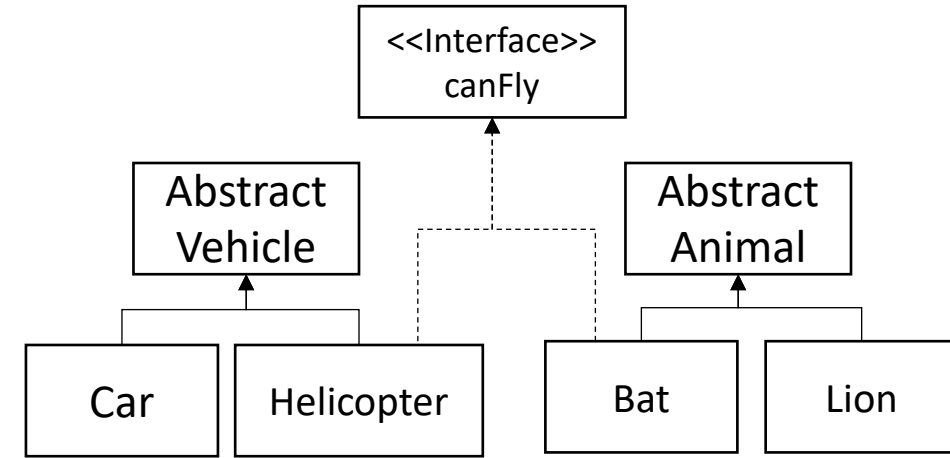 <<Interface>>
canFly
Abstract
Vehicle
Abstract
Animal
Car
Helicopter
Bat
Lion